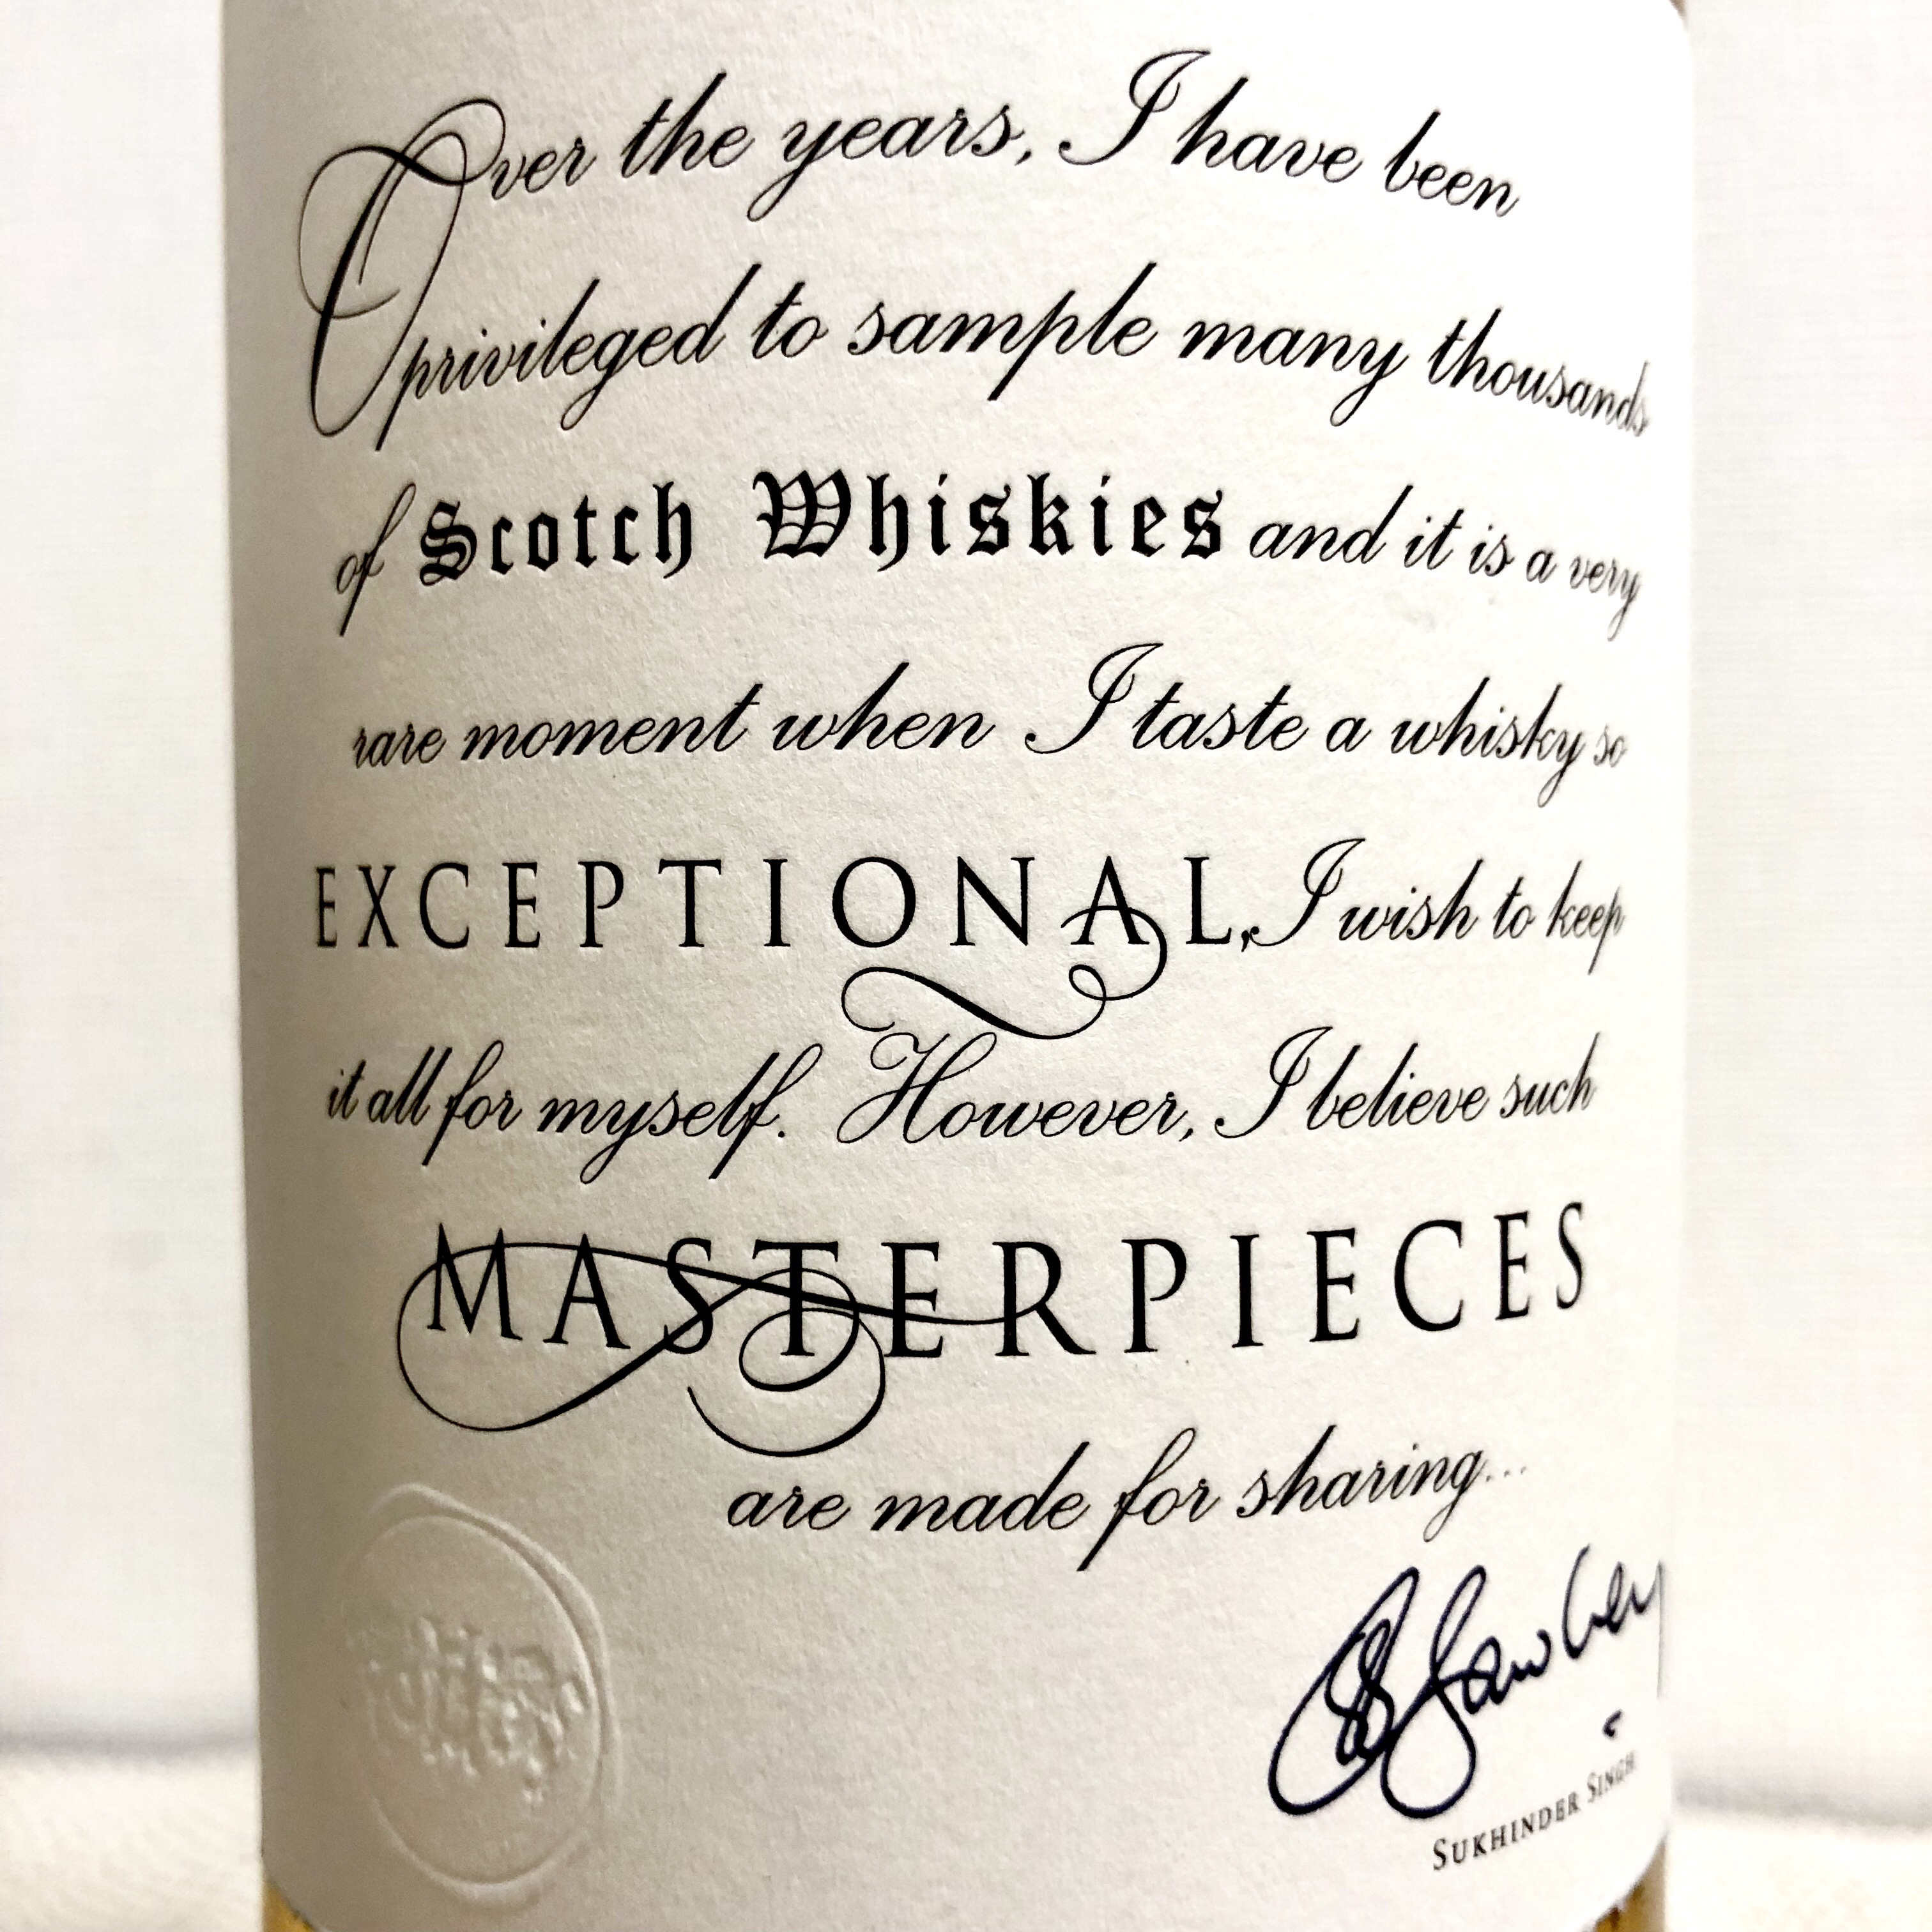 Over the years, I have been
privileged to sample many thousands
of Scotch Whiskies and it is a very
rare moment when I taste a whisky so
EXCEPTIONAL, I wish to keep
it all for myself. However, I believe such
MASTERPIECES
are made for sharing...
SUKHINDER SINGH